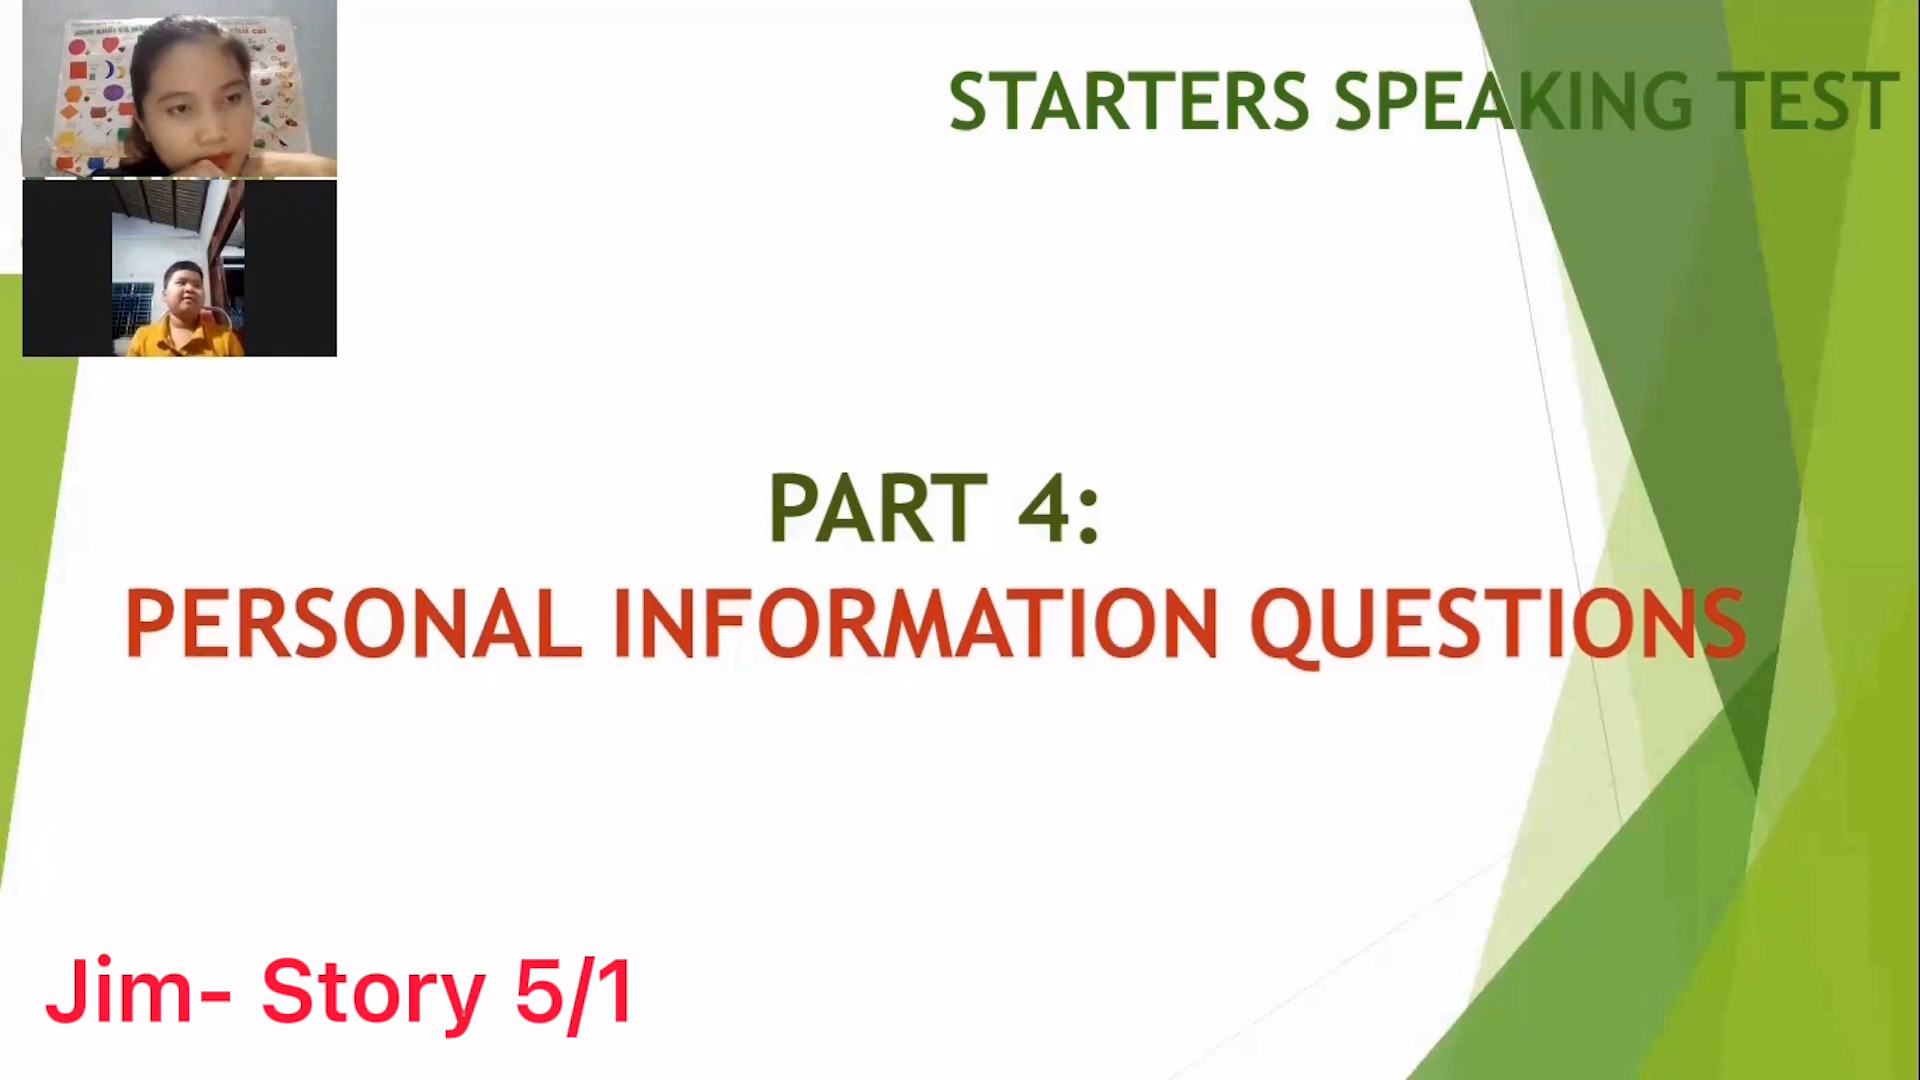 STARTERS SPEAKING TEST
PART 4:
PERSONAL INFORMATION QUESTIONS
Jim- Story 5/1